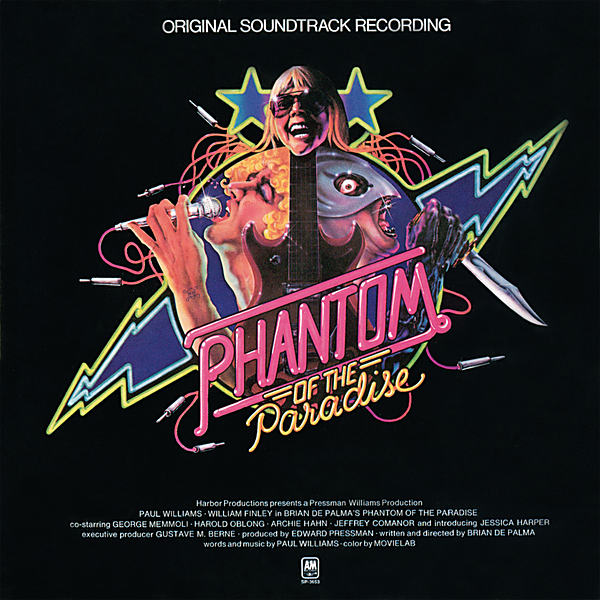 ORIGINAL SOUNDTRACK RECORDING
PHANTOM
OF THE
Paradise
Harbor Productions presents a Pressman Williams Production
PAUL WILLIAMS · WILLIAM FINLEY in BRIAN DE PALMA'S PHANTOM OF THE PARADISE
co-starring GEORGE MEMMOLI · HAROLD OBLONG · ARCHIE HAHN · JEFFREY COMANOR and introducing JESSICA HARPER
executive producer GUSTAVE M. BERNE · produced by EDWARD PRESSMAN · written and directed by BRIAN DE PALMA
words and music by PAUL WILLIAMS · color by MOVIELAB
A&M
SP-3653